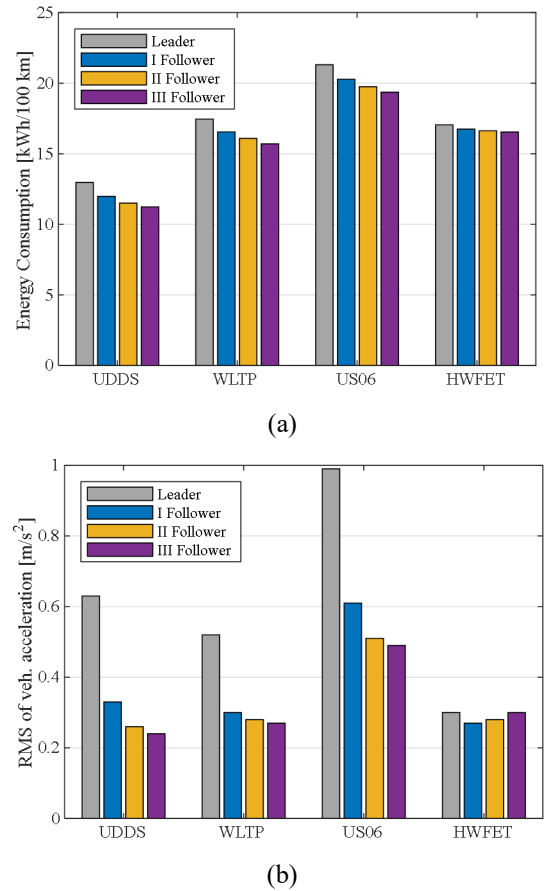 25
20
15
10
5
0
Energy Consumption [kWh/100 km]
Leader
I Follower
II Follower
III Follower
UDDS WLTP US06 HWFET
(a)
1
0.8
0.6
0.4
0.2
0
RMS of veh. acceleration [m/s²]
Leader
I Follower
II Follower
III Follower
UDDS WLTP US06 HWFET
(b)